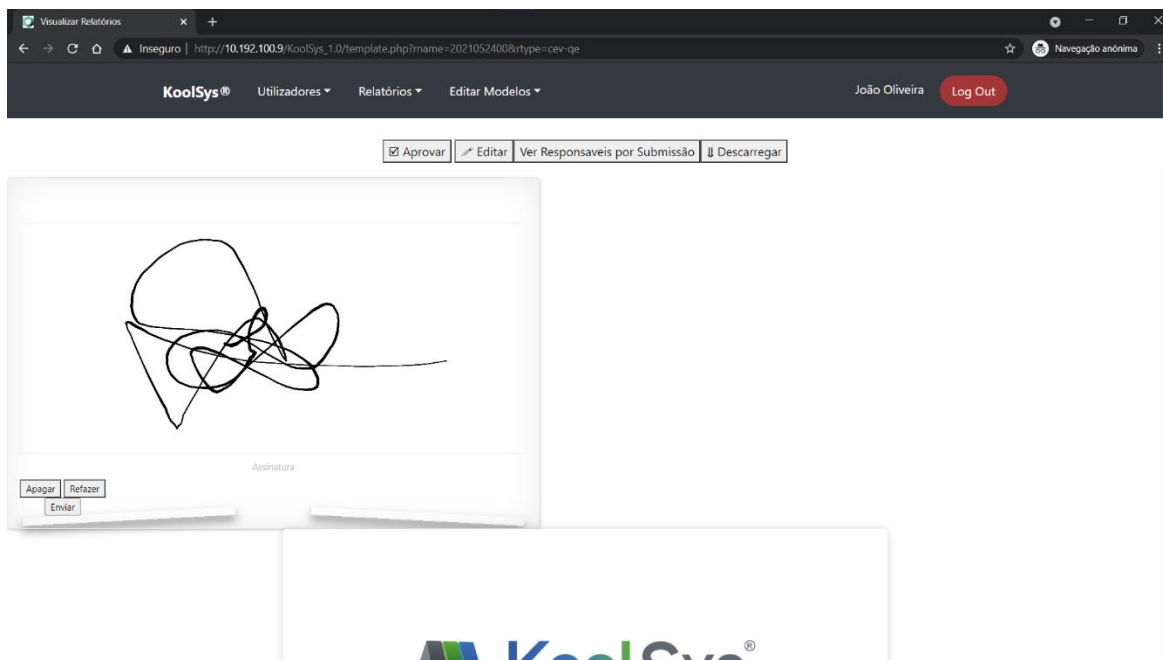 Visualizar Relatórios
Inseguro | http://10.192.100.9/KoolSys_1.0/template.php?rname=2021052400&rtype=cev-qe
Navegação anónima
KoolSys® Utilizadores Relatórios Editar Modelos João Oliveira Log Out
Aprovar Editar Ver Responsaveis por Submissão Descarregar
Assinatura
Apagar Refazer
Enviar
KoolSys®